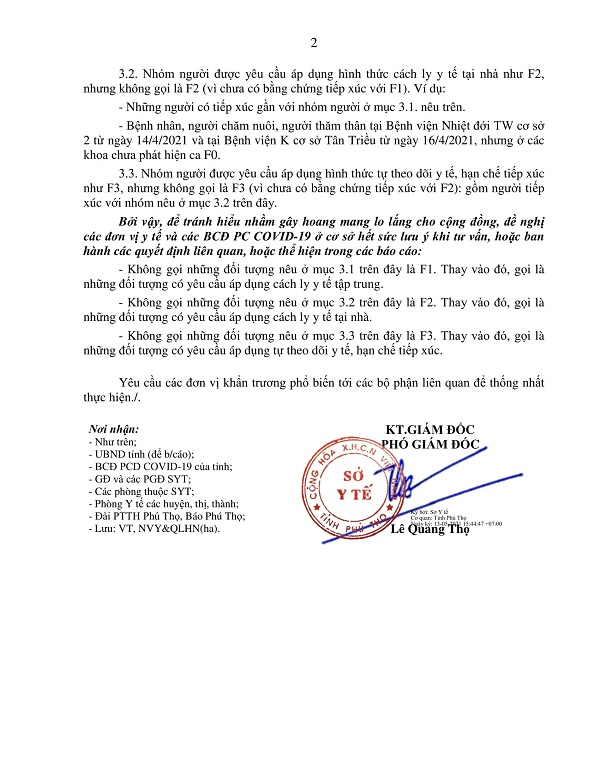 2
3.2. Nhóm người được yêu cầu áp dụng hình thức cách ly y tế tại nhà như F2,
nhưng không gọi là F2 (vì chưa có bằng chứng tiếp xúc với F1). Ví dụ:
- Những người có tiếp xúc gần với nhóm người ở mục 3.1. nêu trên.
- Bệnh nhân, người chăm nuôi, người thăm thân tại Bệnh viện Nhiệt đới TW cơ sở
2 từ ngày 14/4/2021 và tại Bệnh viện K cơ sở Tân Triều từ ngày 16/4/2021, nhưng ở các
khoa chưa phát hiện ca F0.
3.3. Nhóm người được yêu cầu áp dụng hình thức tự theo dõi y tế, hạn chế tiếp xúc
như F3, nhưng không gọi là F3 (vì chưa có bằng chứng tiếp xúc với F2): gồm người tiếp
xúc với nhóm nêu ở mục 3.2 trên đây.
Bởi vậy, để tránh hiểu nhầm gây hoang mang lo lắng cho cộng đồng, đề nghị
các đơn vị y tế và các BCĐ PC COVID-19 ở cơ sở hết sức lưu ý khi tư vấn, hoặc ban
hành các quyết định liên quan, hoặc thể hiện trong các báo cáo:
- Không gọi những đối tượng nêu ở mục 3.1 trên đây là F1. Thay vào đó, gọi là
những đối tượng có yêu cầu áp dụng cách ly y tế tập trung.
- Không gọi những đối tượng nêu ở mục 3.2 trên đây là F2. Thay vào đó, gọi là
những đối tượng có yêu cầu áp dụng cách ly y tế tại nhà.
- Không gọi những đối tượng nêu ở mục 3.3 trên đây là F3. Thay vào đó, gọi là
những đối tượng có yêu cầu áp dụng tự theo dõi y tế, hạn chế tiếp xúc.
Yêu cầu các đơn vị khẩn trương phổ biến tới các bộ phận liên quan để thống nhất
thực hiện./.
Nơi nhận:
- Như trên;
- UBND tỉnh (để b/cáo);
- BCĐ PCD COVID-19 của tỉnh;
- GĐ và các PGĐ SYT;
- Các phòng thuộc SYT;
- Phòng Y tế các huyện, thị, thành;
- Đài PTTH Phú Thọ, Báo Phú Thọ;
- Lưu: VT, NVY&QLHN(ha).
KT.GIÁM ĐỐC
PHÓ GIÁM ĐỐC
CỘNG HÒA X.H.C.N VIỆT
SỞ
Y TẾ
TỈNH PHÚ THỌ
Ký bởi: Sở Y tế
Cơ quan: Tỉnh Phú Thọ
Ngày ký: 13-05-2021 15:44:47 +07:00
Lê Quang Thọ